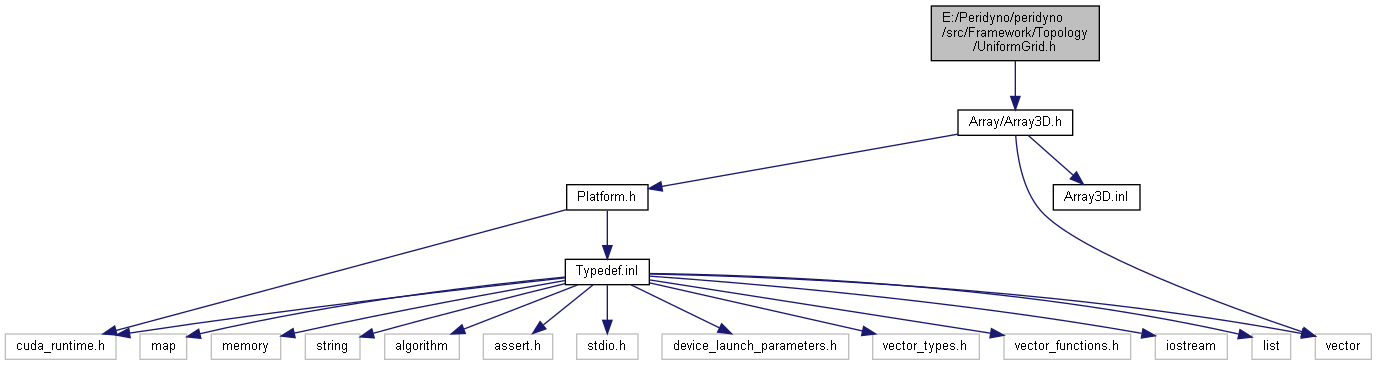 E:/Peridyno/peridyno
/src/Framework/Topology
/UniformGrid.h
Array/Array3D.h
Platform.h
Array3D.inl
Typedef.inl
cuda_runtime.h
map
memory
string
algorithm
assert.h
stdio.h
device_launch_parameters.h
vector_types.h
vector_functions.h
iostream
list
vector